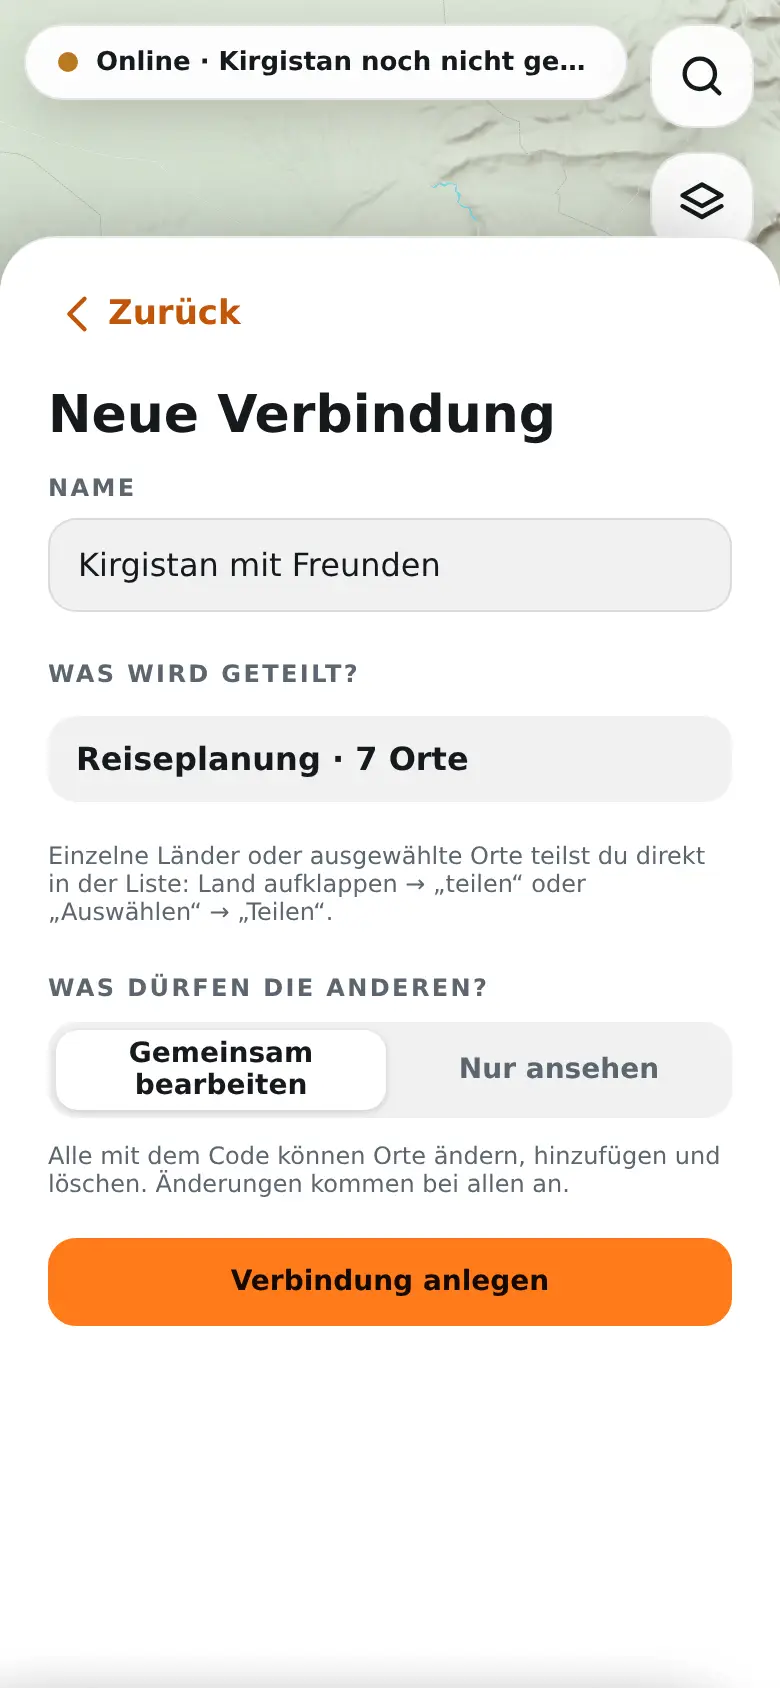 Online · Kirgistan noch nicht ge…
Zurück
Neue Verbindung
NAME
Kirgistan mit Freunden
WAS WIRD GETEILT?
Reiseplanung · 7 Orte
Einzelne Länder oder ausgewählte Orte teilst du direkt
in der Liste: Land aufklappen → „teilen“ oder
„Auswählen“ → „Teilen“.
WAS DÜRFEN DIE ANDEREN?
Gemeinsam
bearbeiten
Nur ansehen
Alle mit dem Code können Orte ändern, hinzufügen und
löschen. Änderungen kommen bei allen an.
Verbindung anlegen